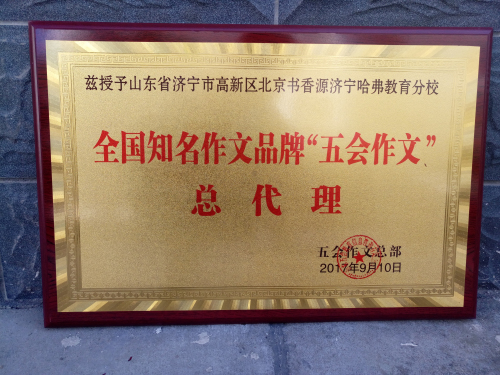 兹授予山东省济宁市高新区北京书香源济宁哈弗教育分校
全国知名作文品牌“五会作文”
总代理
五会作文总部
2017年9月10日